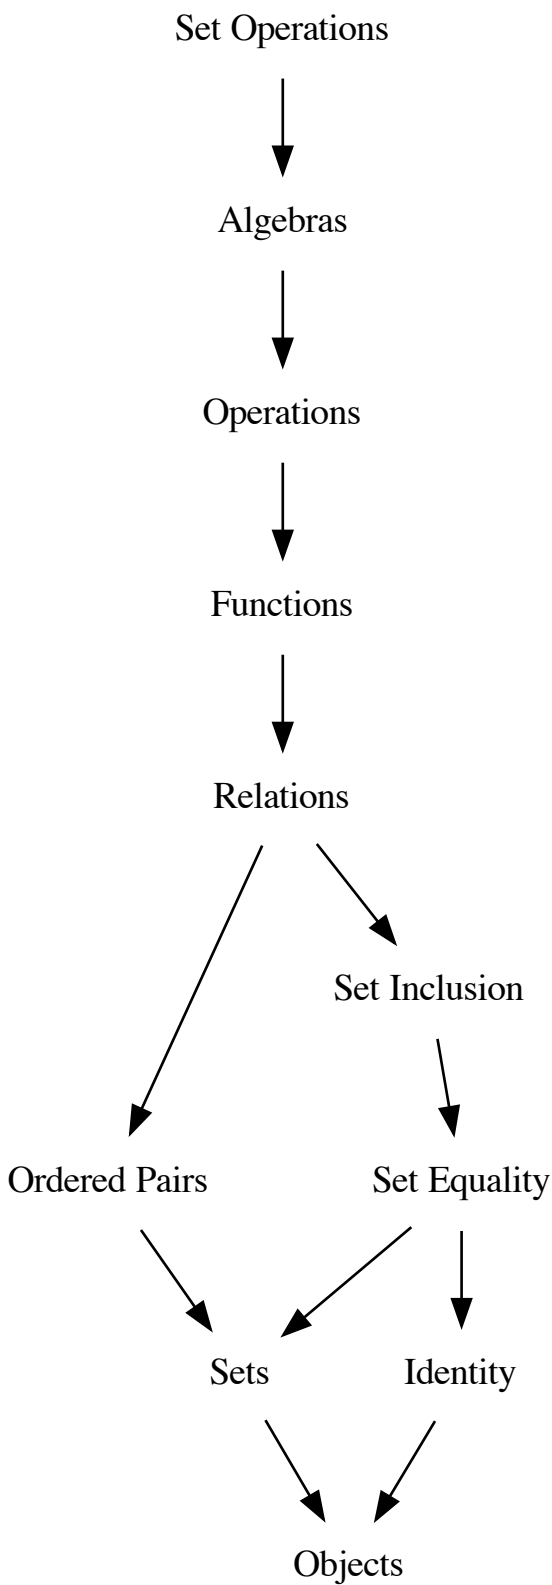 Set Operations
Algebras
Operations
Functions
Relations
Set Inclusion
Ordered Pairs
Set Equality
Sets
Identity
Objects